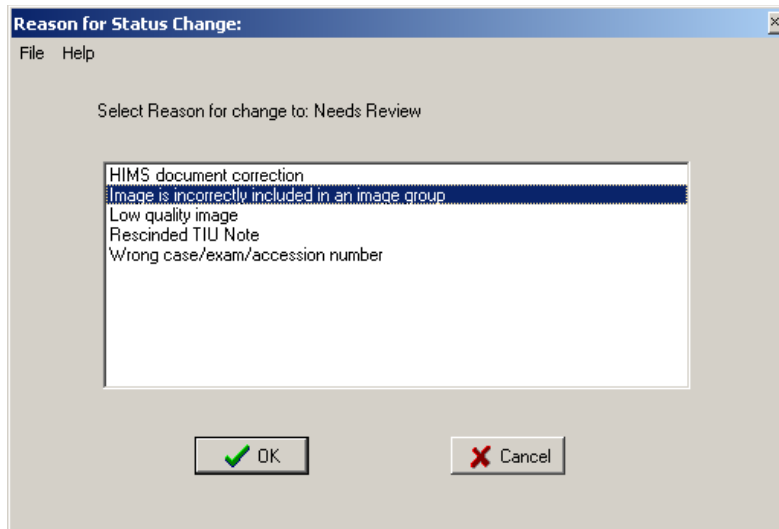 Reason for Status Change:
File Help
Select Reason for change to: Needs Review
HIMS document correction
Image is incorrectly included in an image group
Low quality image
Rescinded TIU Note
Wrong case/exam/accession number
OK Cancel